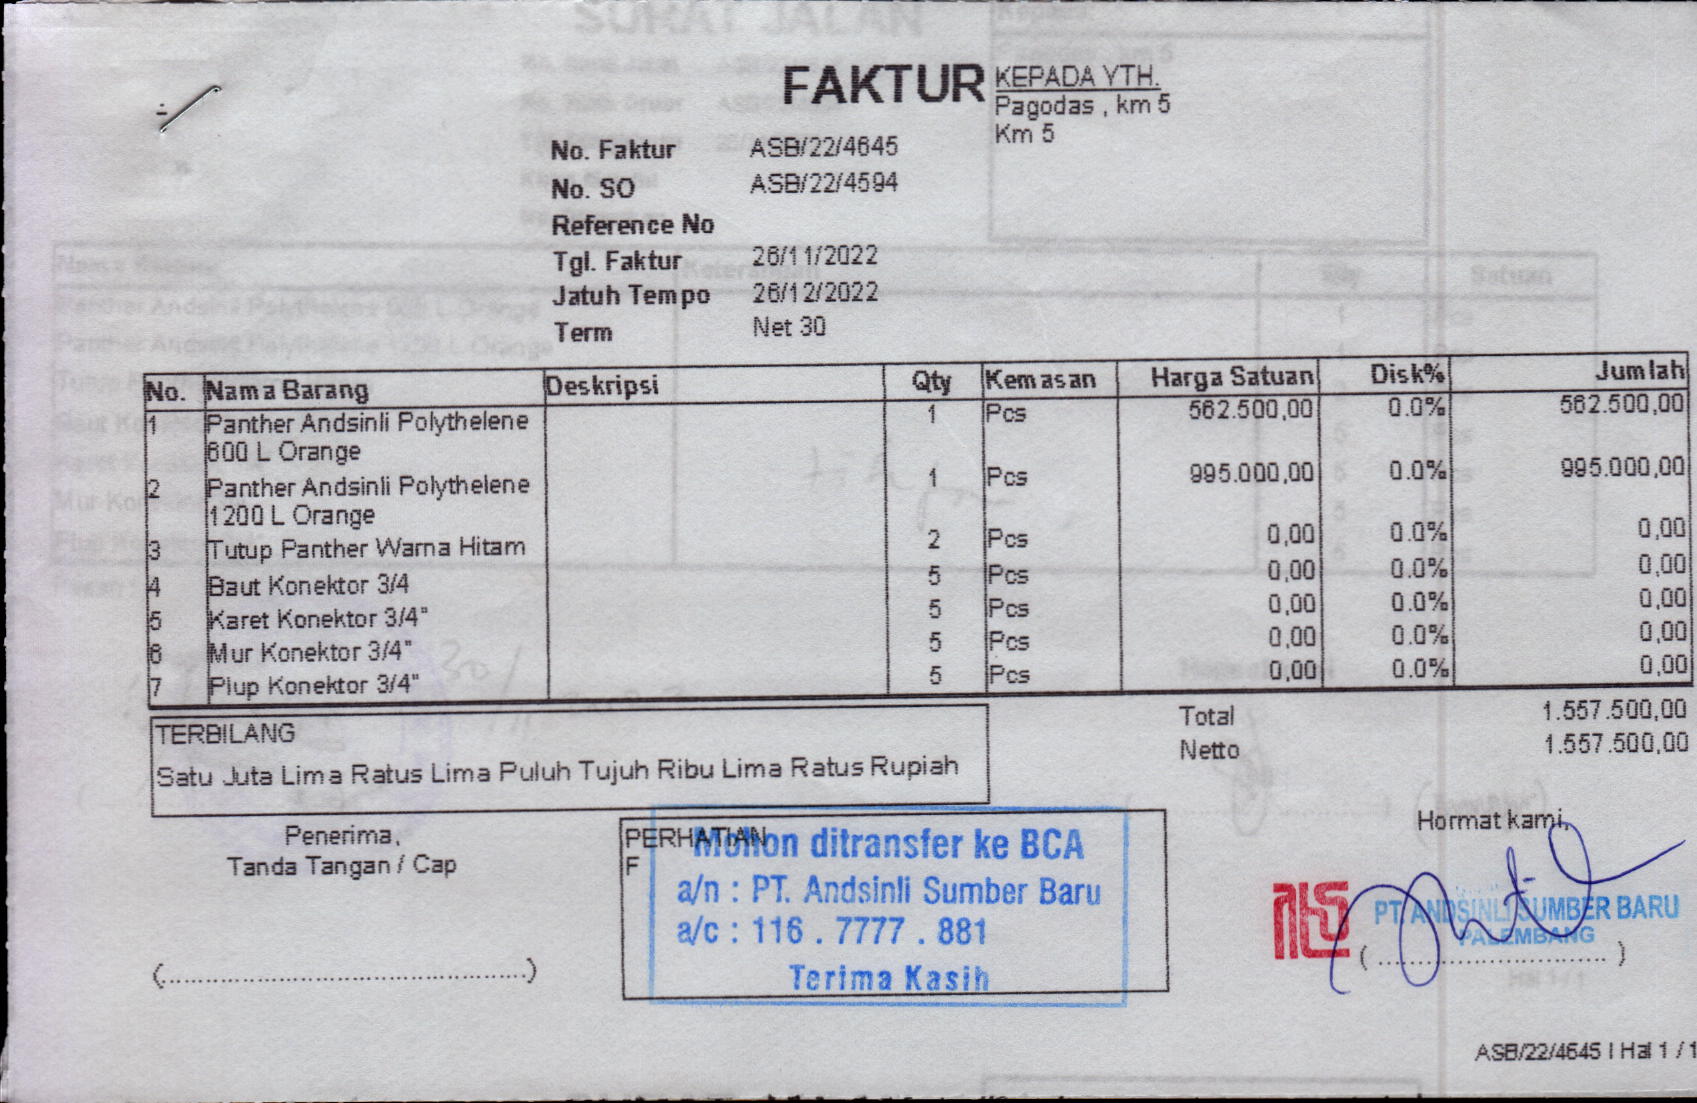 FAKTUR
KEPADA YTH.
Pagodas , km 5
Km 5
No. Faktur ASB/22/4645
No. SO ASB/22/4594
Reference No
Tgl. Faktur 26/11/2022
Jatuh Tempo 26/12/2022
Term Net 30
No. Nama Barang Deskripsi Qty Kemasan Harga Satuan Disk% Jumlah
1 Panther Andsinli Polythelene 1 Pcs 562.500,00 0.0% 562.500,00
600 L Orange
2 Panther Andsinli Polythelene 1 Pcs 995.000,00 0.0% 995.000,00
1200 L Orange
3 Tutup Panther Warna Hitam 2 Pcs 0,00 0.0% 0,00
4 Baut Konektor 3/4 5 Pcs 0,00 0.0% 0,00
5 Karet Konektor 3/4" 5 Pcs 0,00 0.0% 0,00
6 Mur Konektor 3/4" 5 Pcs 0,00 0.0% 0,00
7 Plup Konektor 3/4" 5 Pcs 0,00 0.0% 0,00
Total 1.557.500,00
Netto 1.557.500,00
TERBILANG
Satu Juta Lima Ratus Lima Puluh Tujuh Ribu Lima Ratus Rupiah
Penerima,
Tanda Tangan / Cap
(............................................)
PERHATIAN
F
Mohon ditransfer ke BCA
a/n : PT. Andsinli Sumber Baru
a/c : 116 . 7777 . 881
Terima Kasih
Hormat kami,
PT. ANDSINLI SUMBER BARU
PALEMBANG
( ............................ )
ASB/22/4645 | Hal 1 / 1